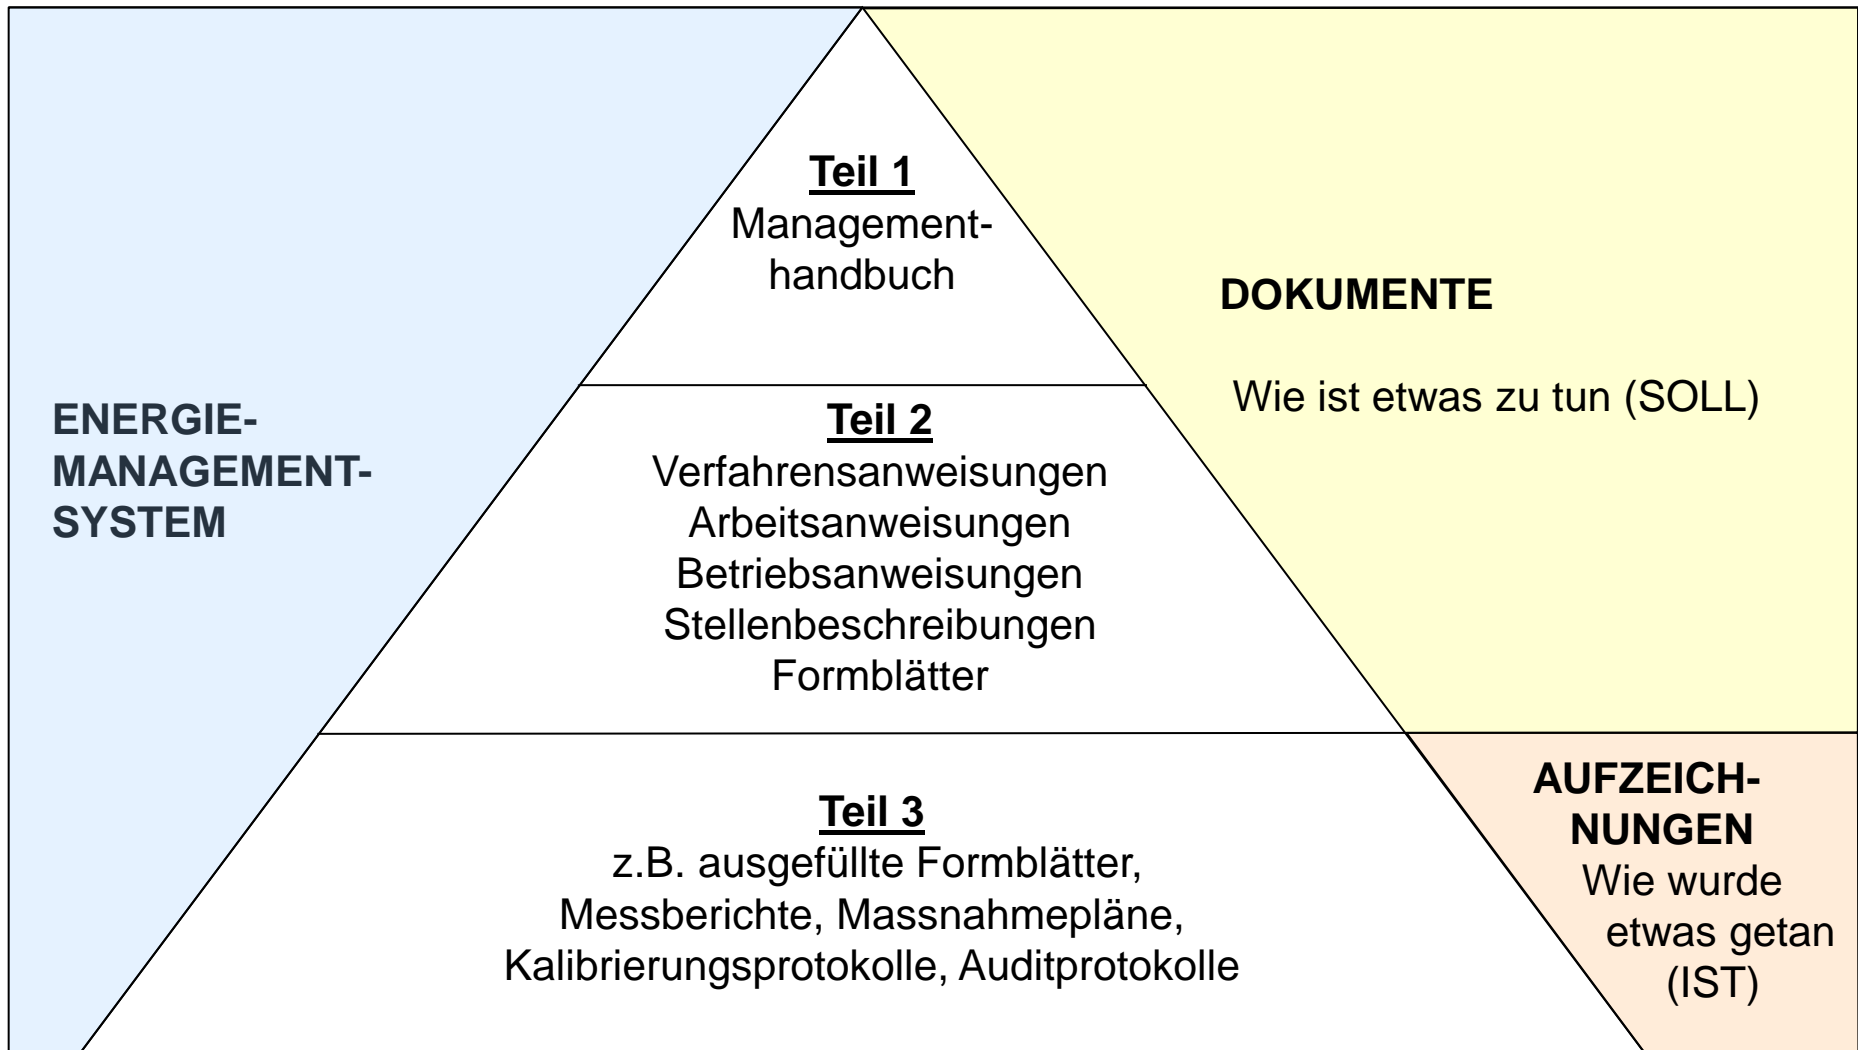 Teil 1
Management-
handbuch
DOKUMENTE
Wie ist etwas zu tun (SOLL)
ENERGIE-
MANAGEMENT-
SYSTEM
Teil 2
Verfahrensanweisungen
Arbeitsanweisungen
Betriebsanweisungen
Stellenbeschreibungen
Formblätter
Teil 3
z.B. ausgefüllte Formblätter,
Messberichte, Massnahmepläne,
Kalibrierungsprotokolle, Auditprotokolle
AUFZEICH-
NUNGEN
Wie wurde
etwas getan
(IST)